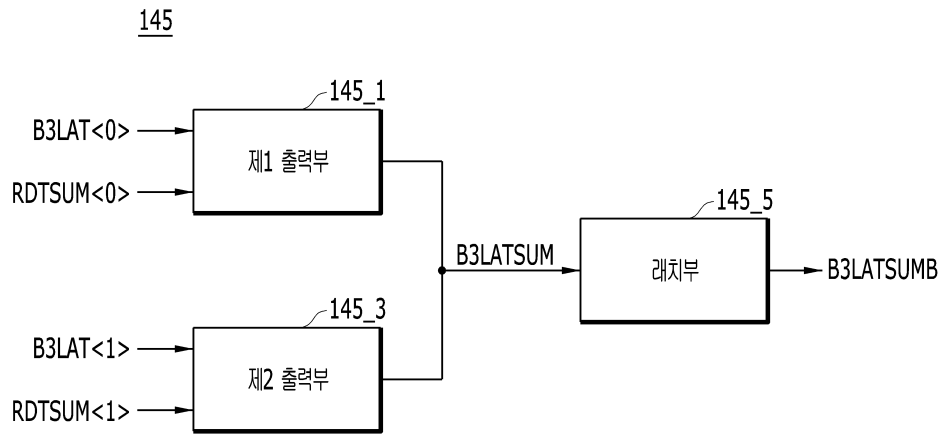 145
145_1
B3LAT<0>
RDTSUM<0>
제1 출력부
145_5
B3LATSUM
래치부
B3LATSUMB
145_3
B3LAT<1>
RDTSUM<1>
제2 출력부